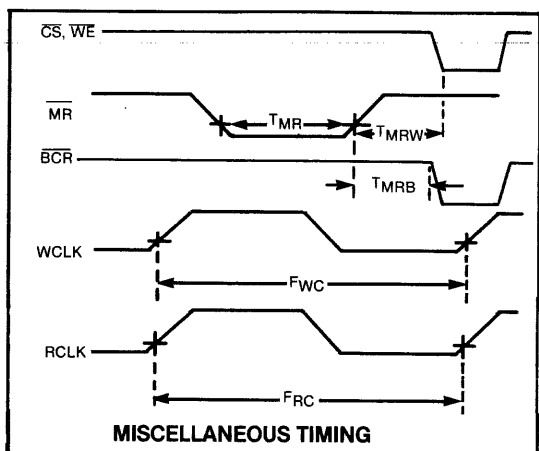 CS, WE
MR
TMR
TMRW
BCR
TMRB
WCLK
FWC
RCLK
FRC
MISCELLANEOUS TIMING